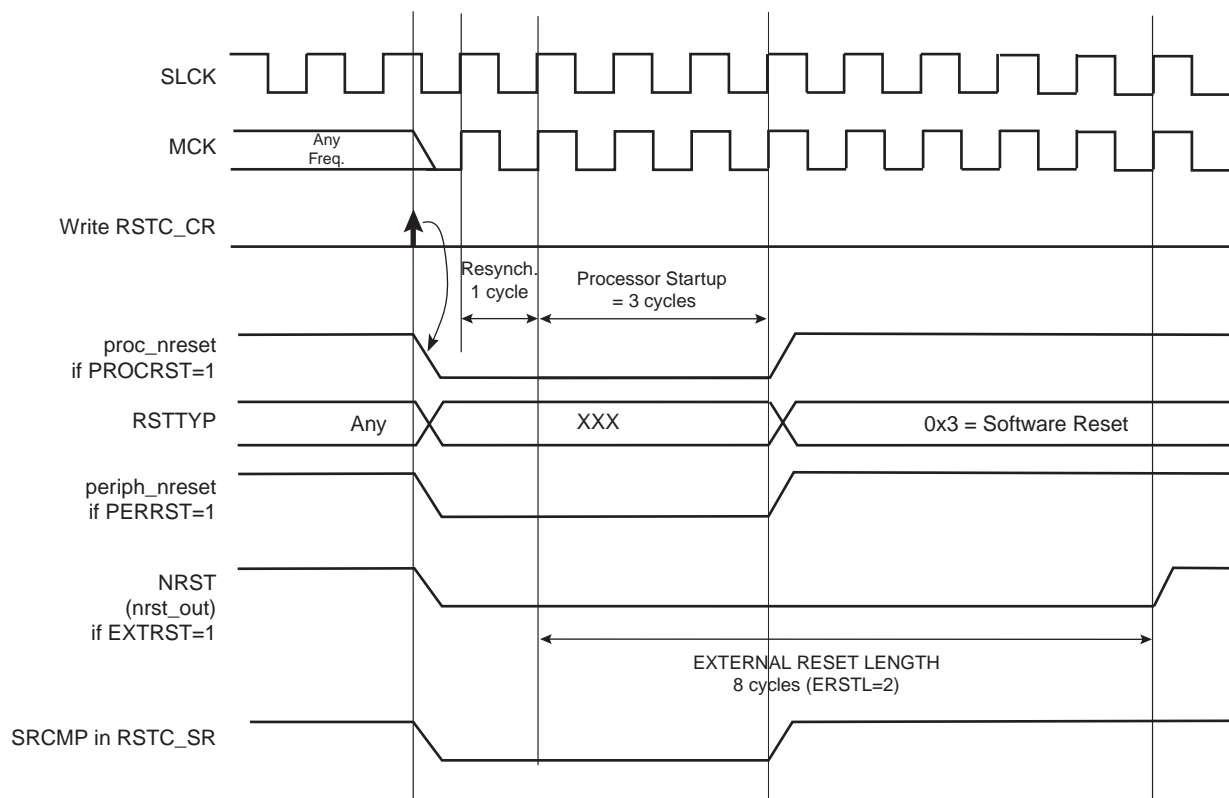 SLCK
MCK
Any
Freq.
Write RSTC_CR
Resynch.
1 cycle
Processor Startup
= 3 cycles
proc_nreset
if PROCRST=1
RSTTYP
Any
XXX
0x3 = Software Reset
periph_nreset
if PERRST=1
NRST
(nrst_out)
if EXTRST=1
EXTERNAL RESET LENGTH
8 cycles (ERSTL=2)
SRCMP in RSTC_SR